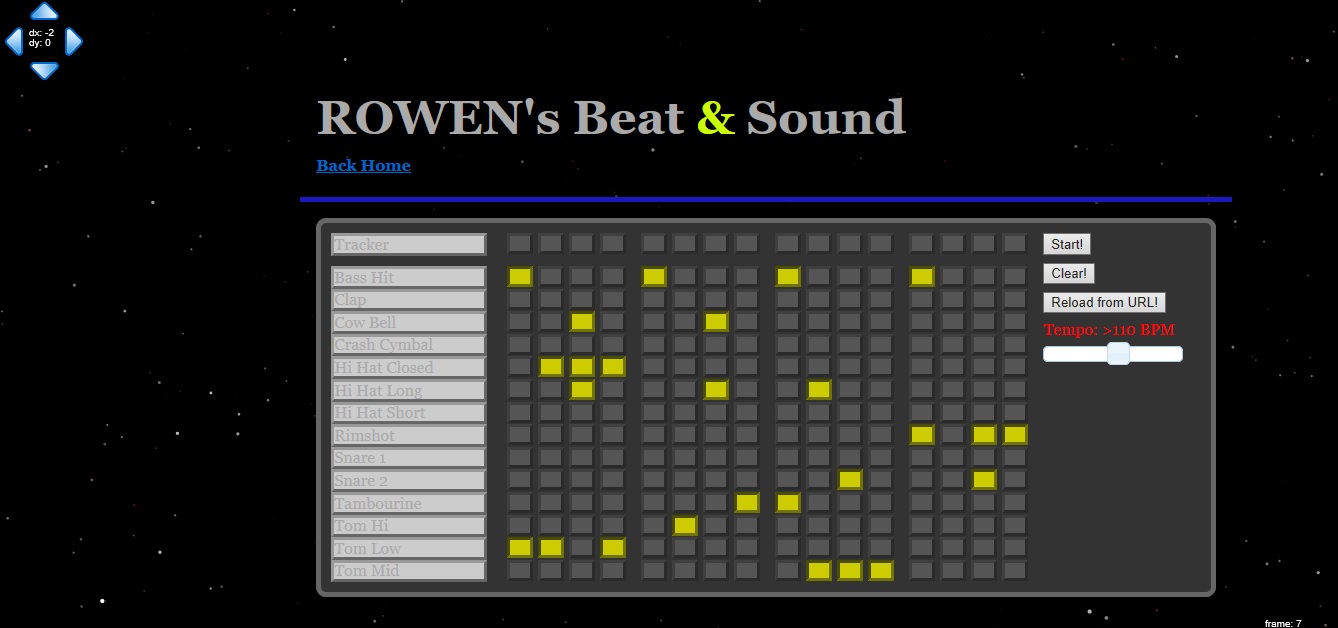 dx: -2
dy: 0
ROWEN's Beat & Sound
Back Home
Tracker
Start!
Bass Hit
Clear!
Clap
Reload from URL!
Cow Bell
Tempo: >110 BPM
Crash Cymbal
Hi Hat Closed
Hi Hat Long
Hi Hat Short
Rimshot
Snare 1
Snare 2
Tambourine
Tom Hi
Tom Low
Tom Mid
frame: 7